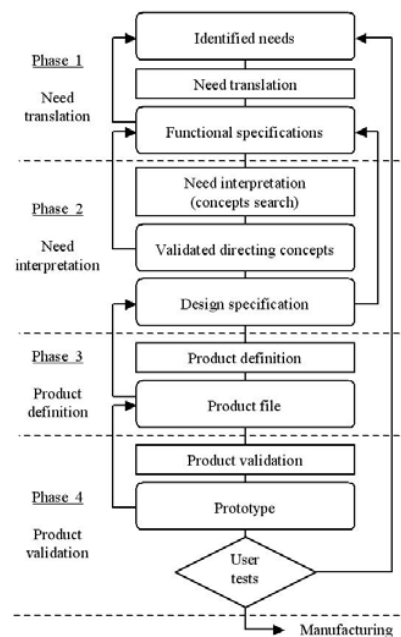 Identified needs
Phase 1
Need translation
Need
translation
Functional specifications
Need interpretation
(concepts search)
Phase 2
Need
interpretation
Validated directing concepts
Design specification
Phase 3
Product definition
Product
definition
Product file
Product validation
Phase 4
Prototype
Product
validation
User
tests
Manufacturing